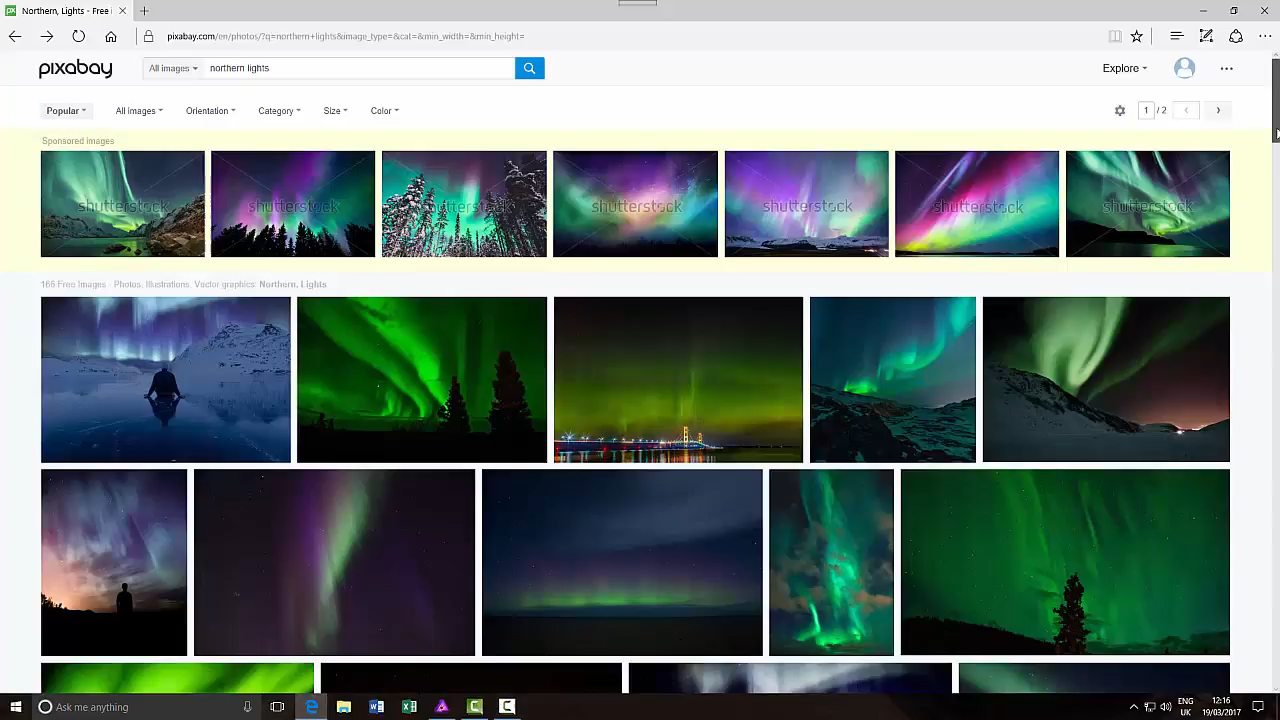 Northern, Lights - Free
pixabay.com/en/photos/?q=northern+lights&image_type=&cat=&min_width=&min_height=
pixabay
All images
northern lights
Explore
Popular
All images
Orientation
Category
Size
Color
1 / 2
Sponsored images
shutterstock
shutterstock
shutterstock
shutterstock
shutterstock
shutterstock
shutterstock
166 Free Images - Photos, Illustrations, Vector graphics: Northern, Lights
Ask me anything
ENG
UK
12:16
19/03/2017